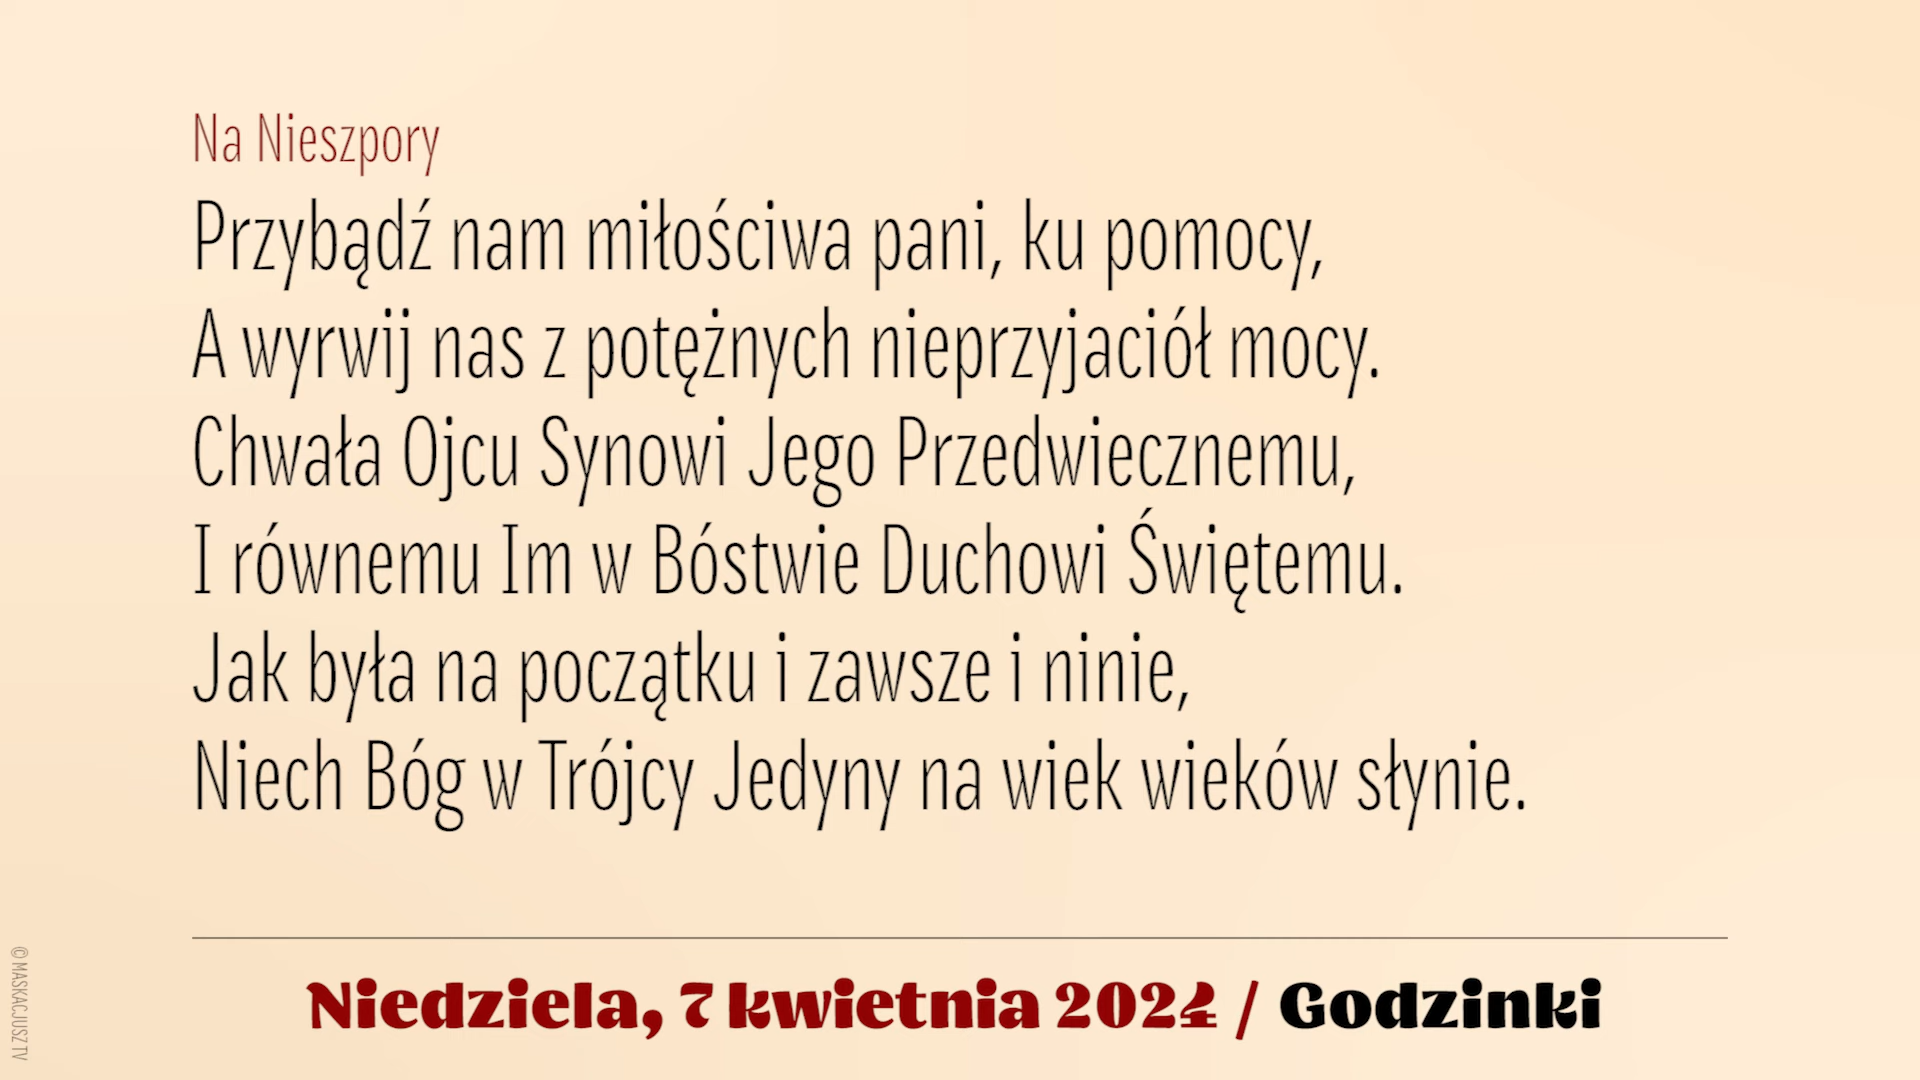 Na Nieszpory
Przybądź nam miłościwa pani, ku pomocy,
A wyrwij nas z potężnych nieprzyjaciół mocy.
Chwała Ojcu Synowi Jego Przedwiecznemu,
I równemu Im w Bóstwie Duchowi Świętemu.
Jak była na początku i zawsze i ninie,
Niech Bóg w Trójcy Jedyny na wiek wieków słynie.
Niedziela, 7 kwietnia 2024 / Godzinki
© MASKACJUSZ TV